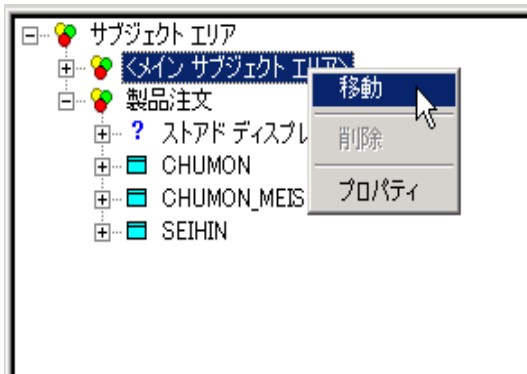 サブジェクト エリア
<メイン サブジェクト エリア>
移動
製品注文
ストアド ディスプレ
削除
CHUMON
プロパティ
CHUMON_MEIS
SEIHIN